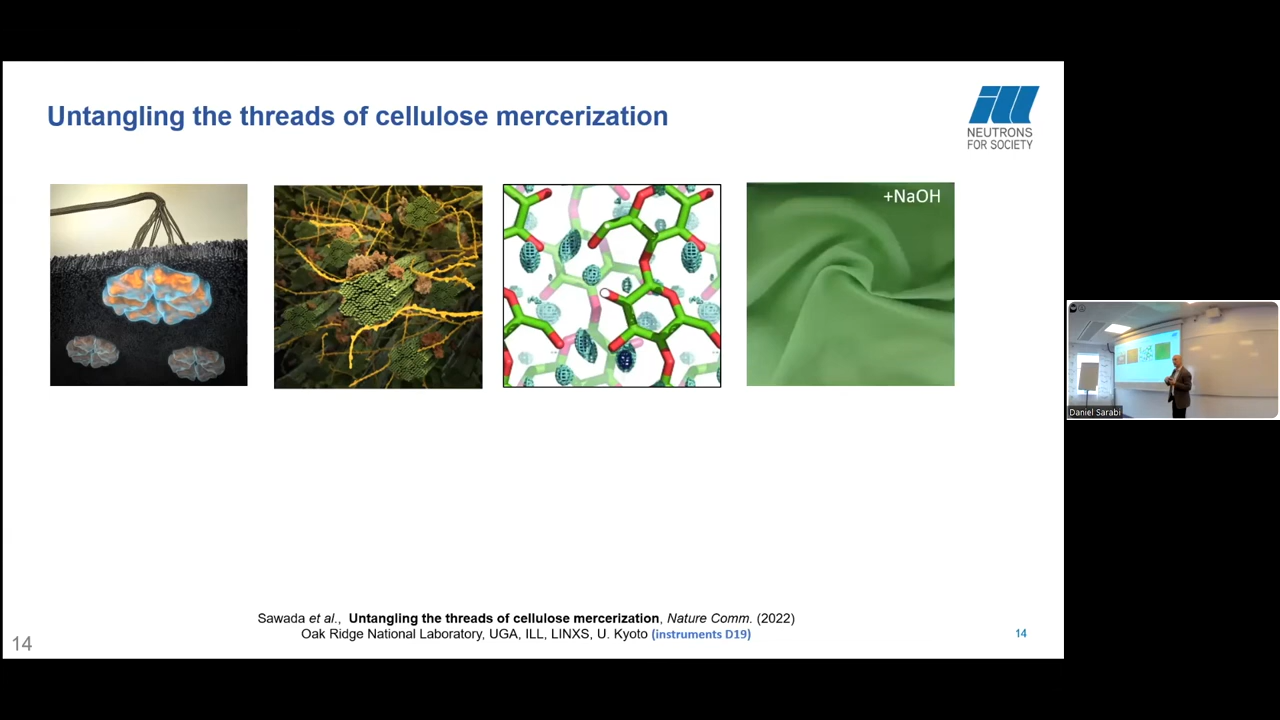 Untangling the threads of cellulose mercerization
ill
NEUTRONS
FOR SOCIETY
+NaOH
Daniel Sarabi
Sawada et al., Untangling the threads of cellulose mercerization, Nature Comm. (2022)
Oak Ridge National Laboratory, UGA, ILL, LINXS, U. Kyoto (instruments D19)
14
14